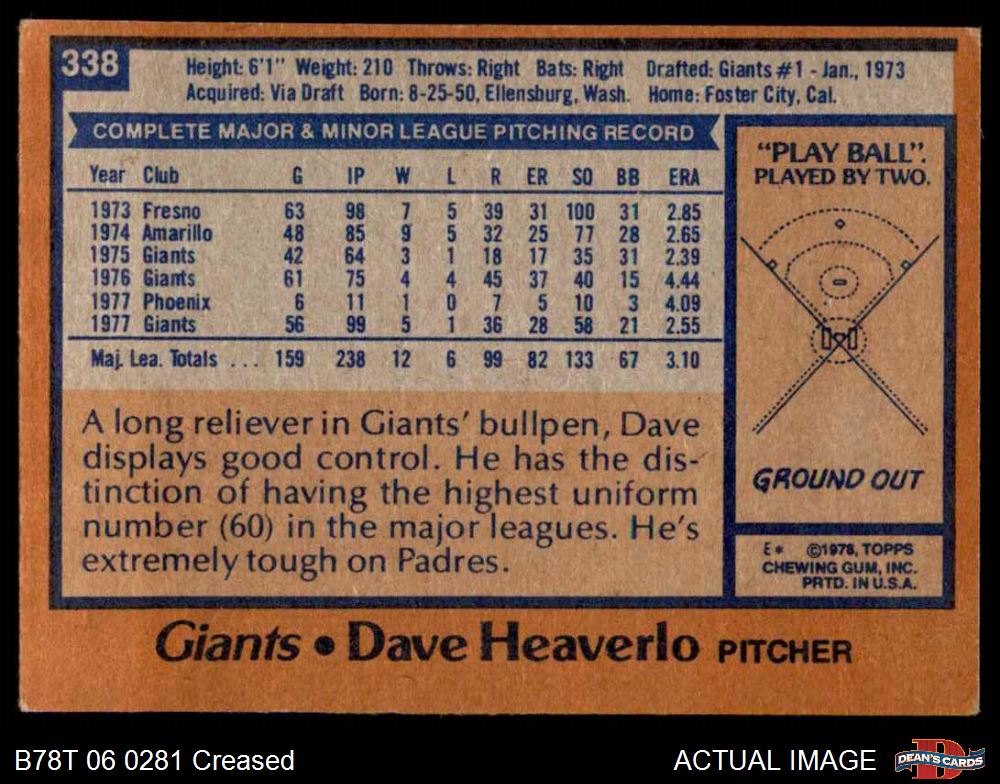 338
Height: 6'1" Weight: 210 Throws: Right Bats: Right Drafted: Giants #1 - Jan., 1973
Acquired: Via Draft Born: 8-25-50, Ellensburg, Wash. Home: Foster City, Cal.
COMPLETE MAJOR & MINOR LEAGUE PITCHING RECORD
Year Club G IP W L R ER SO BB ERA
1973 Fresno 63 98 7 5 39 31 100 31 2.85
1974 Amarillo 48 85 9 5 32 25 77 28 2.65
1975 Giants 42 64 3 1 18 17 35 31 2.39
1976 Giants 61 75 4 4 45 37 40 15 4.44
1977 Phoenix 6 11 1 0 7 5 10 3 4.09
1977 Giants 56 99 5 1 36 28 58 21 2.55
Maj. Lea. Totals ... 159 238 12 6 99 82 133 67 3.10
A long reliever in Giants' bullpen, Dave
displays good control. He has the dis-
tinction of having the highest uniform
number (60) in the major leagues. He's
extremely tough on Padres.
"PLAY BALL".
PLAYED BY TWO.
GROUND OUT
E* ©1978, TOPPS
CHEWING GUM, INC.
PRTD. IN U.S.A.
Giants • Dave Heaverlo PITCHER
B78T 06 0281 Creased
ACTUAL IMAGE
D
DEAN'S CARDS